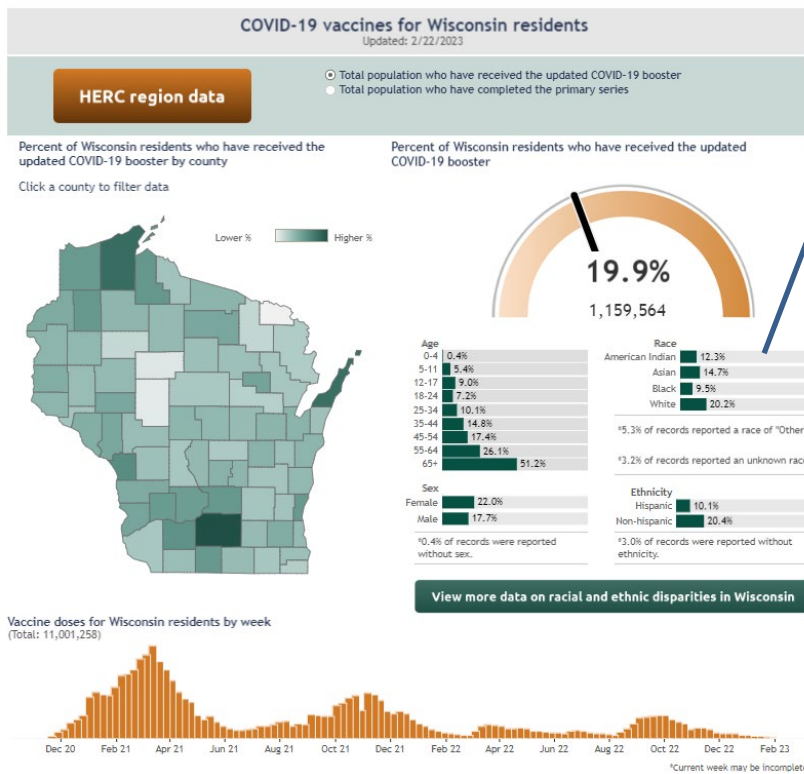 COVID-19 vaccines for Wisconsin residents
Updated: 2/22/2023
HERC region data
Total population who have received the updated COVID-19 booster
Total population who have completed the primary series
Percent of Wisconsin residents who have received the
updated COVID-19 booster by county
Click a county to filter data
Lower %
Higher %
Percent of Wisconsin residents who have received the updated
COVID-19 booster
19.9%
1,159,564
Age
0-4 0.4%
5-11 5.4%
12-17 9.0%
18-24 7.2%
25-34 10.1%
35-44 14.8%
45-54 17.4%
55-64 26.1%
65+ 51.2%
Sex
Female 22.0%
Male 17.7%
*0.4% of records were reported
without sex.
Race
American Indian 12.3%
Asian 14.7%
Black 9.5%
White 20.2%
*5.3% of records reported a race of "Other
*3.2% of records reported an unknown race
Ethnicity
Hispanic 10.1%
Non-hispanic 20.4%
*3.0% of records were reported without
ethnicity.
View more data on racial and ethnic disparities in Wisconsin
Vaccine doses for Wisconsin residents by week
(Total: 11,001,258)
Dec 20 Feb 21 Apr 21 Jun 21 Aug 21 Oct 21 Dec 21 Feb 22 Apr 22 Jun 22 Aug 22 Oct 22 Dec 22 Feb 23
*Current week may be incomplete